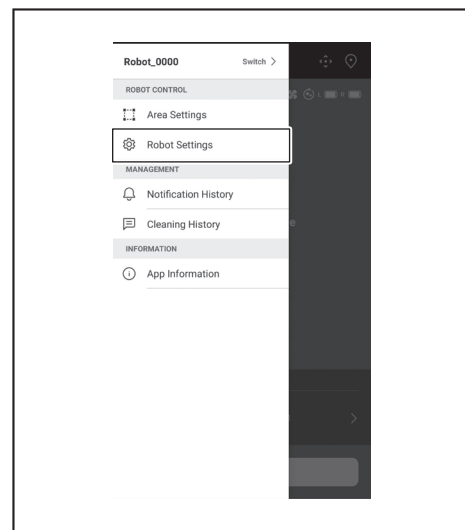 Robot_0000 Switch >
ROBOT CONTROL
Area Settings
Robot Settings
MANAGEMENT
Notification History
Cleaning History
INFORMATION
App Information